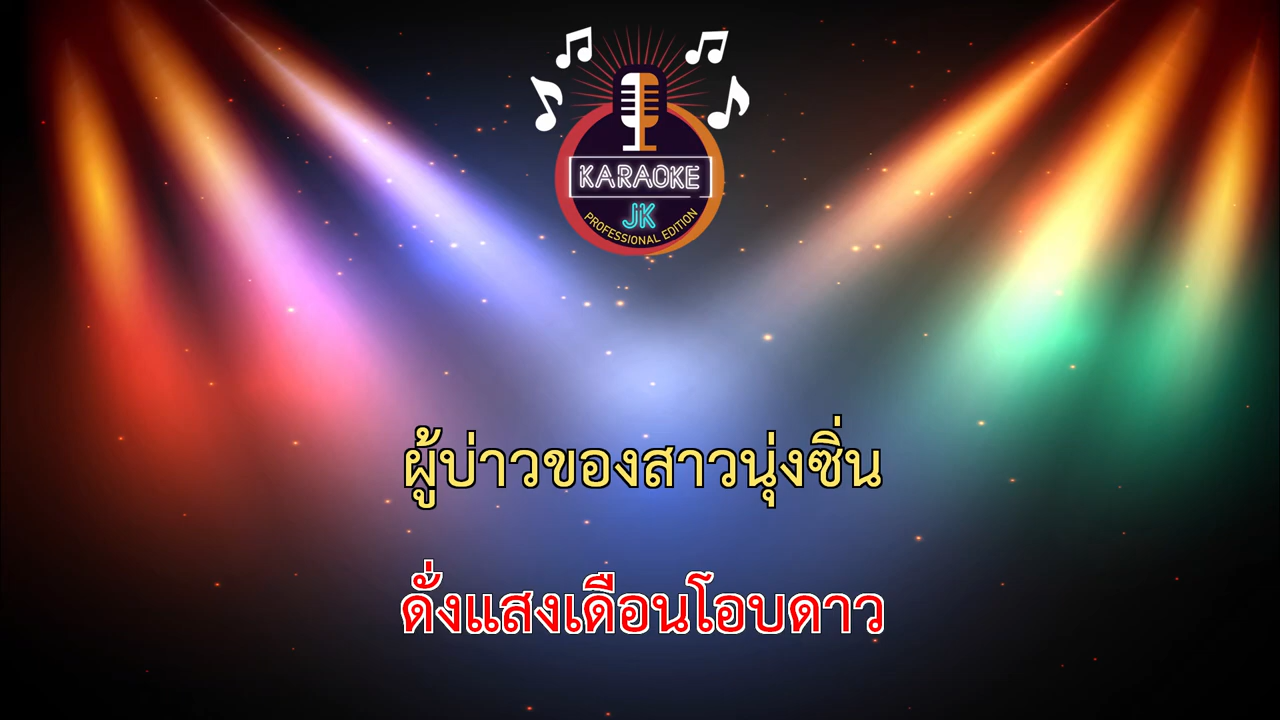 KARAOKE
JK
PROFESSIONAL EDITION
ผู้บ่าวของสาวนุ่งซิ่น
ดั่งแสงเดือนโอบดาว